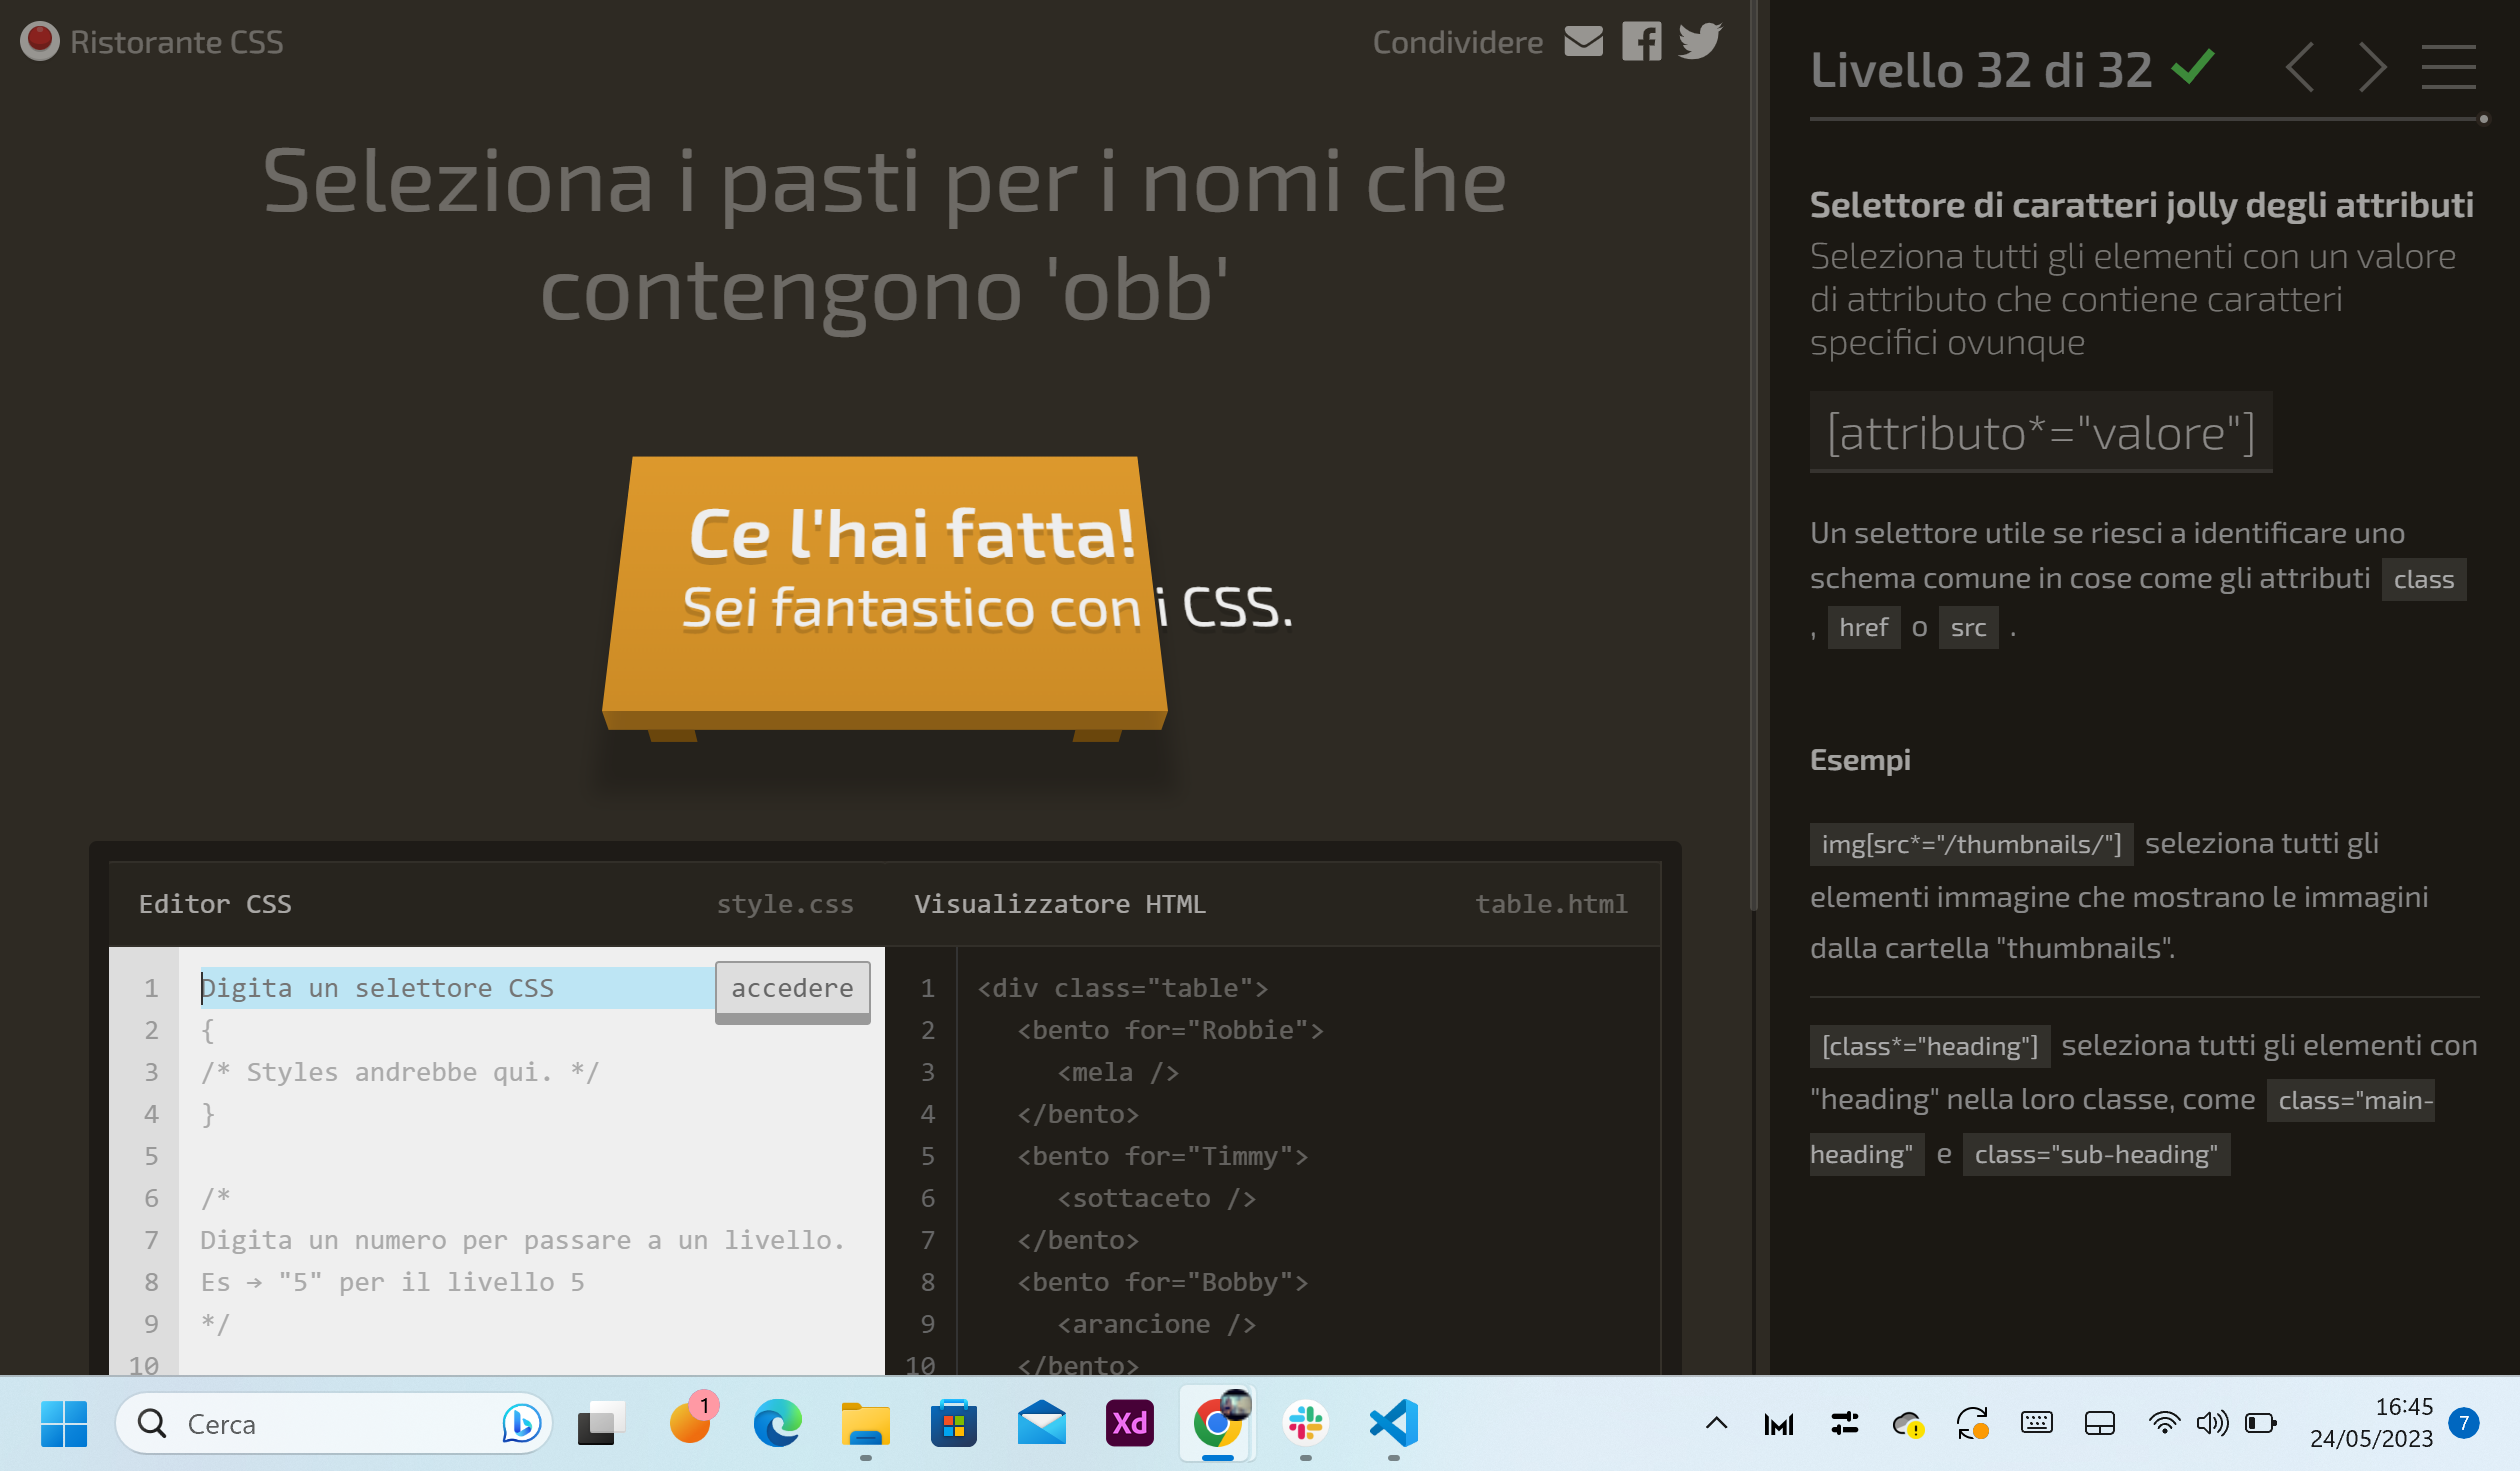 Ristorante CSS
Condividere
Seleziona i pasti per i nomi che
contengono 'obb'
Ce l'hai fatta!
Sei fantastico con i CSS.
Editor CSS
style.css
1 Digita un selettore CSS
accedere
2 {
3 /* Styles andrebbe qui. */
4 }
5
6 /*
7 Digita un numero per passare a un livello.
8 Es → "5" per il livello 5
9 */
10
Visualizzatore HTML
table.html
1 <div class="table">
2 <bento for="Robbie">
3 <mela />
4 </bento>
5 <bento for="Timmy">
6 <sottaceto />
7 </bento>
8 <bento for="Bobby">
9 <arancione />
10 </bento>
Livello 32 di 32
Selettore di caratteri jolly degli attributi
Seleziona tutti gli elementi con un valore
di attributo che contiene caratteri
specifici ovunque
[attributo*="valore"]
Un selettore utile se riesci a identificare uno
schema comune in cose come gli attributi class
, href o src .
Esempi
img[src*="/thumbnails/"] seleziona tutti gli
elementi immagine che mostrano le immagini
dalla cartella "thumbnails".
[class*="heading"] seleziona tutti gli elementi con
"heading" nella loro classe, come class="main-
heading" e class="sub-heading"
Cerca
1
Xd
16:45
24/05/2023
7